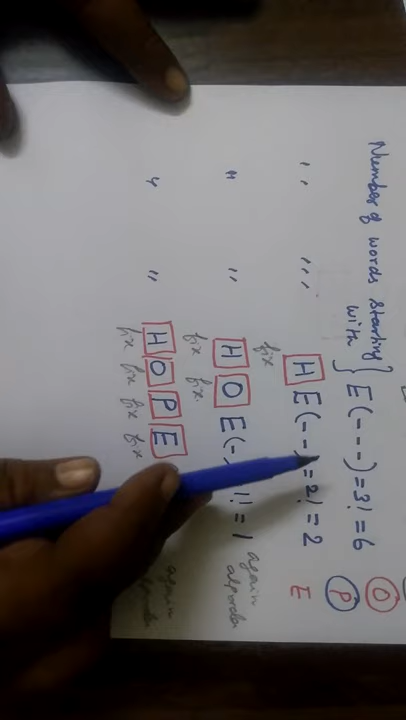 Number of words starting with } E ( - - - ) = 3! = 6 O
" " H E ( - - ) = 2! = 2 P
fix E
" " H O E ( - 1! = 1 again
fix fix.
" " H O P E again
fix fix fix fix